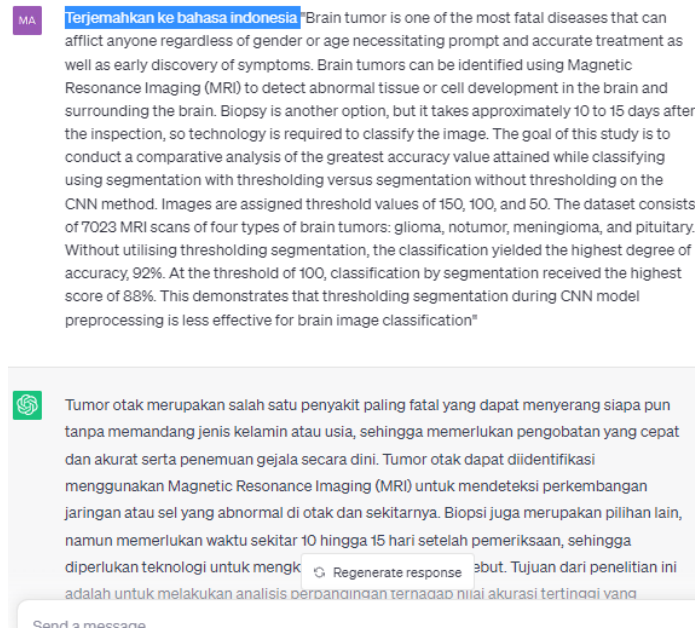 MA
Terjemahkan ke bahasa indonesia "Brain tumor is one of the most fatal diseases that can
afflict anyone regardless of gender or age necessitating prompt and accurate treatment as
well as early discovery of symptoms. Brain tumors can be identified using Magnetic
Resonance Imaging (MRI) to detect abnormal tissue or cell development in the brain and
surrounding the brain. Biopsy is another option, but it takes approximately 10 to 15 days after
the inspection, so technology is required to classify the image. The goal of this study is to
conduct a comparative analysis of the greatest accuracy value attained while classifying
using segmentation with thresholding versus segmentation without thresholding on the
CNN method. Images are assigned threshold values of 150, 100, and 50. The dataset consists
of 7023 MRI scans of four types of brain tumors: glioma, notumor, meningioma, and pituitary.
Without utilising thresholding segmentation, the classification yielded the highest degree of
accuracy, 92%. At the threshold of 100, classification by segmentation received the highest
score of 88%. This demonstrates that thresholding segmentation during CNN model
preprocessing is less effective for brain image classification"
Tumor otak merupakan salah satu penyakit paling fatal yang dapat menyerang siapa pun
tanpa memandang jenis kelamin atau usia, sehingga memerlukan pengobatan yang cepat
dan akurat serta penemuan gejala secara dini. Tumor otak dapat diidentifikasi
menggunakan Magnetic Resonance Imaging (MRI) untuk mendeteksi perkembangan
jaringan atau sel yang abnormal di otak dan sekitarnya. Biopsi juga merupakan pilihan lain,
namun memerlukan waktu sekitar 10 hingga 15 hari setelah pemeriksaan, sehingga
diperlukan teknologi untuk mengk Regenerate response ebut. Tujuan dari penelitian ini
adalah untuk melakukan analisis perbandingan terhadap nilai akurasi tertinggi yang
Send a message